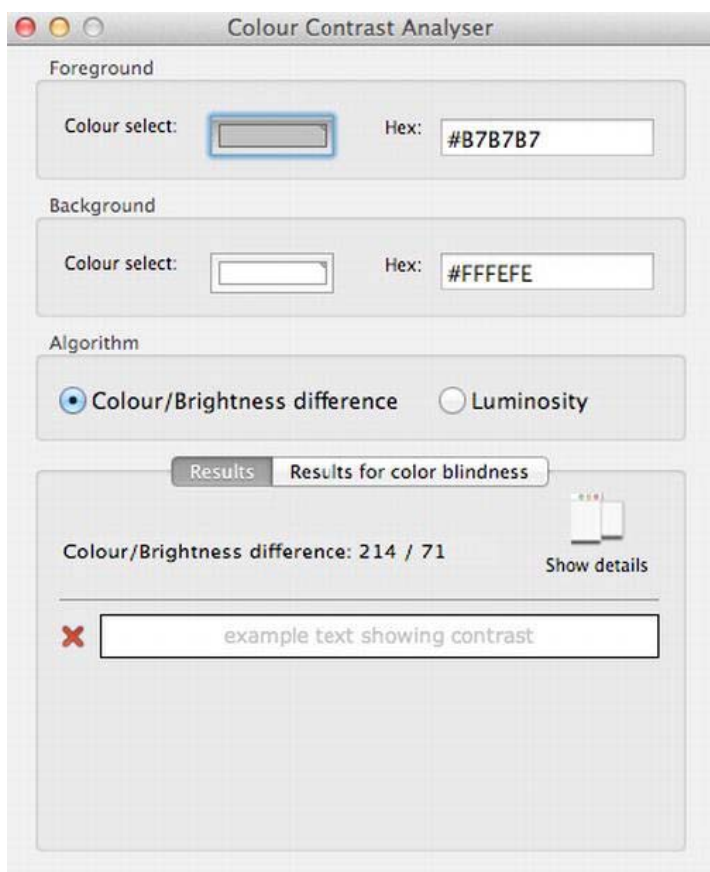 Colour Contrast Analyser
Foreground
Colour select:
Hex:
#B7B7B7
Background
Colour select:
Hex:
#FFFEFE
Algorithm
Colour/Brightness difference
Luminosity
Results
Results for color blindness
Colour/Brightness difference: 214 / 71
Show details
example text showing contrast